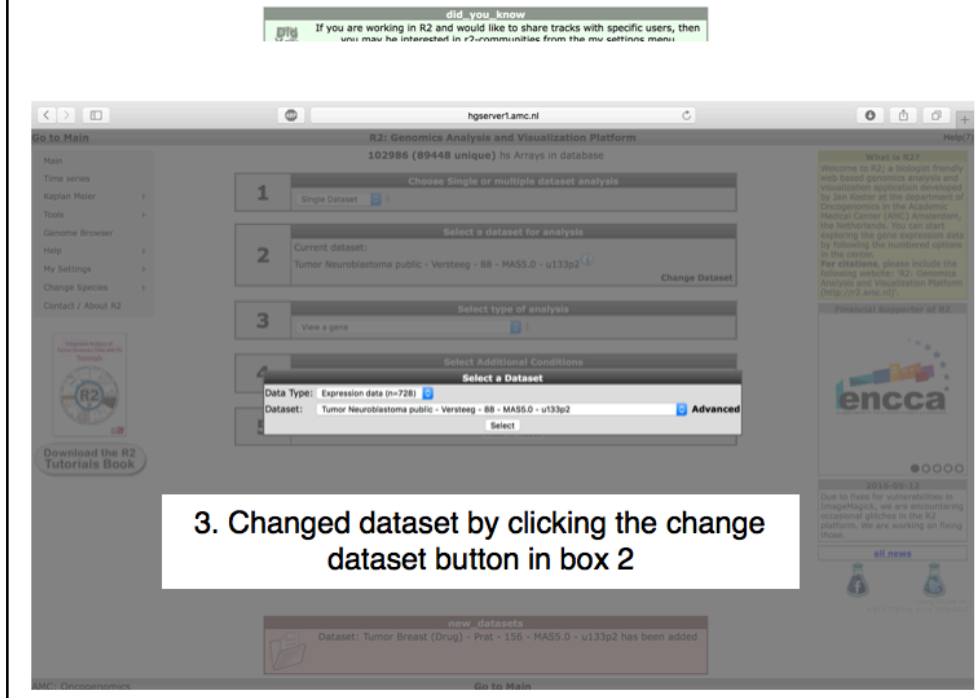 did_you_know
If you are working in R2 and would like to share tracks with specific users, then
you may be interested in r2-communities from the my settings menu
hgserver1.amc.nl
Go to Main
R2: Genomics Analysis and Visualization Platform
Help(?)
102986 (89448 unique) hs Arrays in database
Main
Time series
Kaplan Meier
Tools
Genome Browser
Help
My Settings
Change Species
Contact / About R2
Tutorials
R2
Download the R2
Tutorials Book
1
Choose Single or multiple dataset analysis
Single Dataset
2
Select a dataset for analysis
Current dataset:
Tumor Neuroblastoma public - Versteeg - 88 - MAS5.0 - u133p2
Change Dataset
3
Select type of analysis
View a gene
4
Select Additional Conditions
Select a Dataset
Data Type: Expression data (n=728)
Dataset: Tumor Neuroblastoma public - Versteeg - 88 - MAS5.0 - u133p2 Advanced
Select
5
What is R2?
Welcome to R2; a biologist friendly
web based genomics analysis and
visualization application developed
by Jan Koster at the department of
Oncogenomics in the Academic
Medical Center (AMC) Amsterdam,
the Netherlands. You can start
exploring the gene expression data
by following the numbered options
in the center.
For citations, please include the
following website: 'R2: Genomics
Analysis and Visualization Platform
(http://r2.amc.nl)'.
Financial Supporter of R2
encca
2016-05-12
Due to fixes for vulnerabilities in
ImageMagick, we are encountering
occasional glitches in the R2
platform. We are working on fixing
those.
all news
3. Changed dataset by clicking the change
dataset button in box 2
new_datasets
Dataset: Tumor Breast (Drug) - Prat - 156 - MAS5.0 - u133p2 has been added
AMC: Oncogenomics
Go to Main